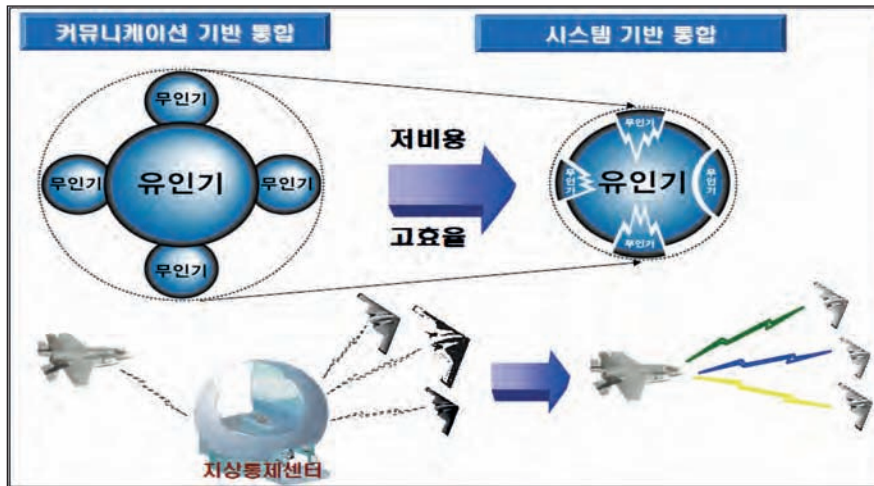 커뮤니케이션 기반 통합
시스템 기반 통합
무인기
무인기
유인기
무인기
무인기
저비용
고효율
무인기
무인기
유인기
무인기
무인기
지상통제센터